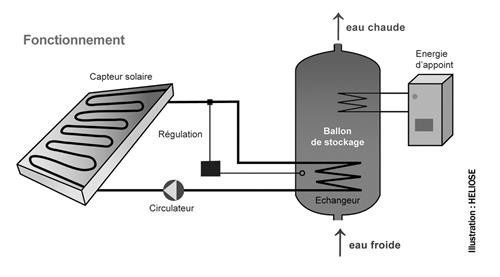 Fonctionnement
eau chaude
Energie
d'appoint
Capteur solaire
Régulation
Ballon
de stockage
Echangeur
Circulateur
eau froide
Illustration : HELIOSE